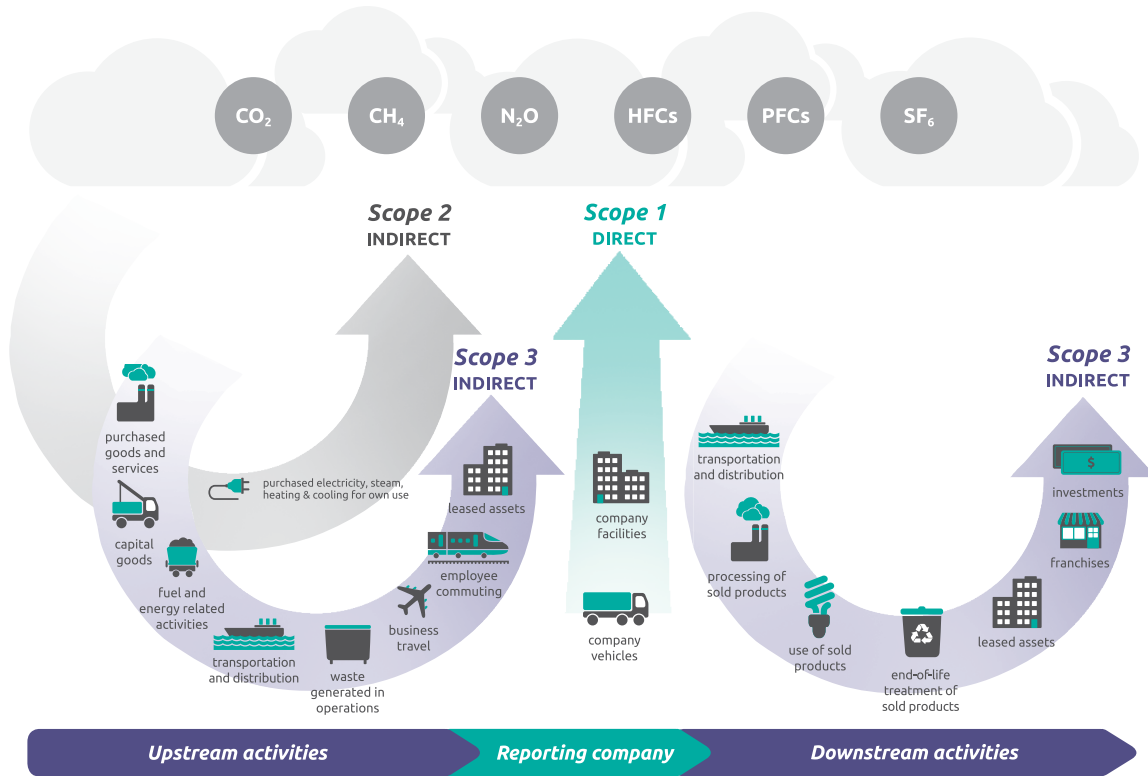 CO₂
CH₄
N₂O
HFCs
PFCs
SF₆
Scope 2
INDIRECT
Scope 1
DIRECT
Scope 3
INDIRECT
Scope 3
INDIRECT
purchased
goods and
services
capital
goods
fuel and
energy related
activities
transportation
and distribution
waste
generated in
operations
business
travel
employee
commuting
leased assets
purchased electricity, steam,
heating & cooling for own use
company
facilities
company
vehicles
transportation
and distribution
processing of
sold products
use of sold
products
end-of-life
treatment of
sold products
leased assets
franchises
$
investments
Upstream activities
Reporting company
Downstream activities